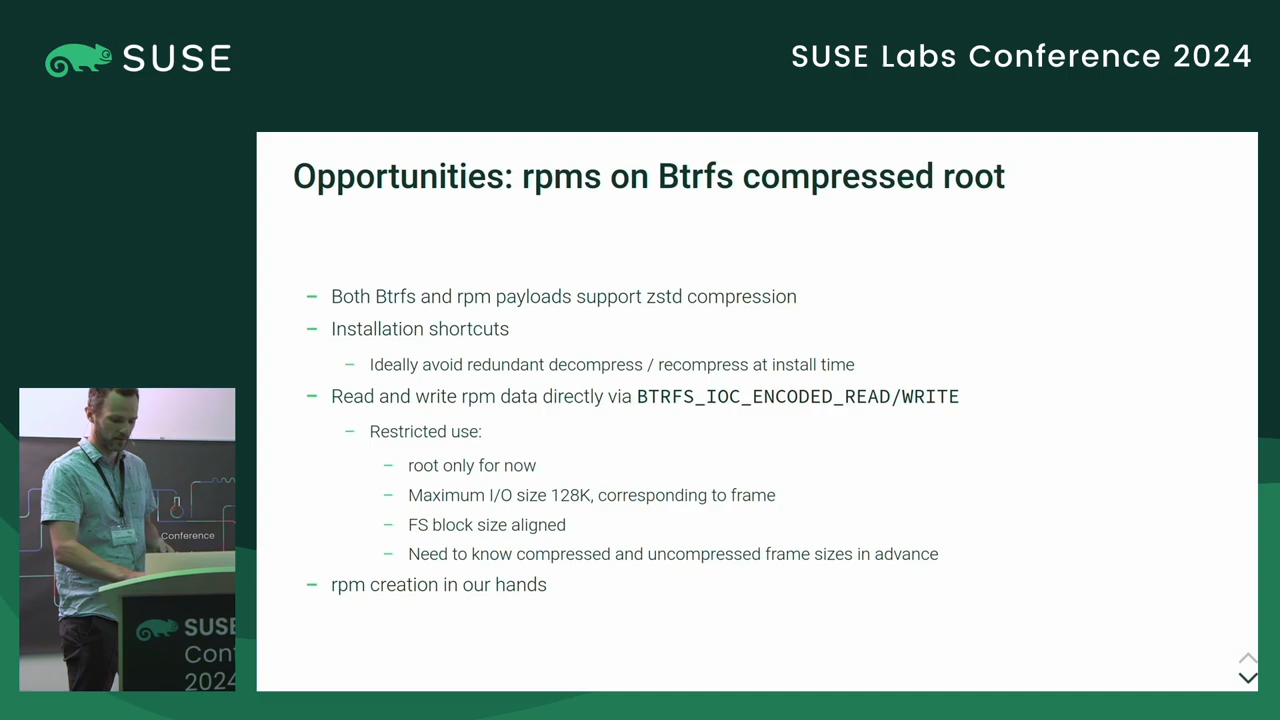 SUSE
SUSE Labs Conference 2024
Opportunities: rpms on Btrfs compressed root
– Both Btrfs and rpm payloads support zstd compression
– Installation shortcuts
– Ideally avoid redundant decompress / recompress at install time
– Read and write rpm data directly via BTRFS_IOC_ENCODED_READ/WRITE
– Restricted use:
– root only for now
– Maximum I/O size 128K, corresponding to frame
– FS block size aligned
– Need to know compressed and uncompressed frame sizes in advance
– rpm creation in our hands
Conference
SUSE
Con
2024